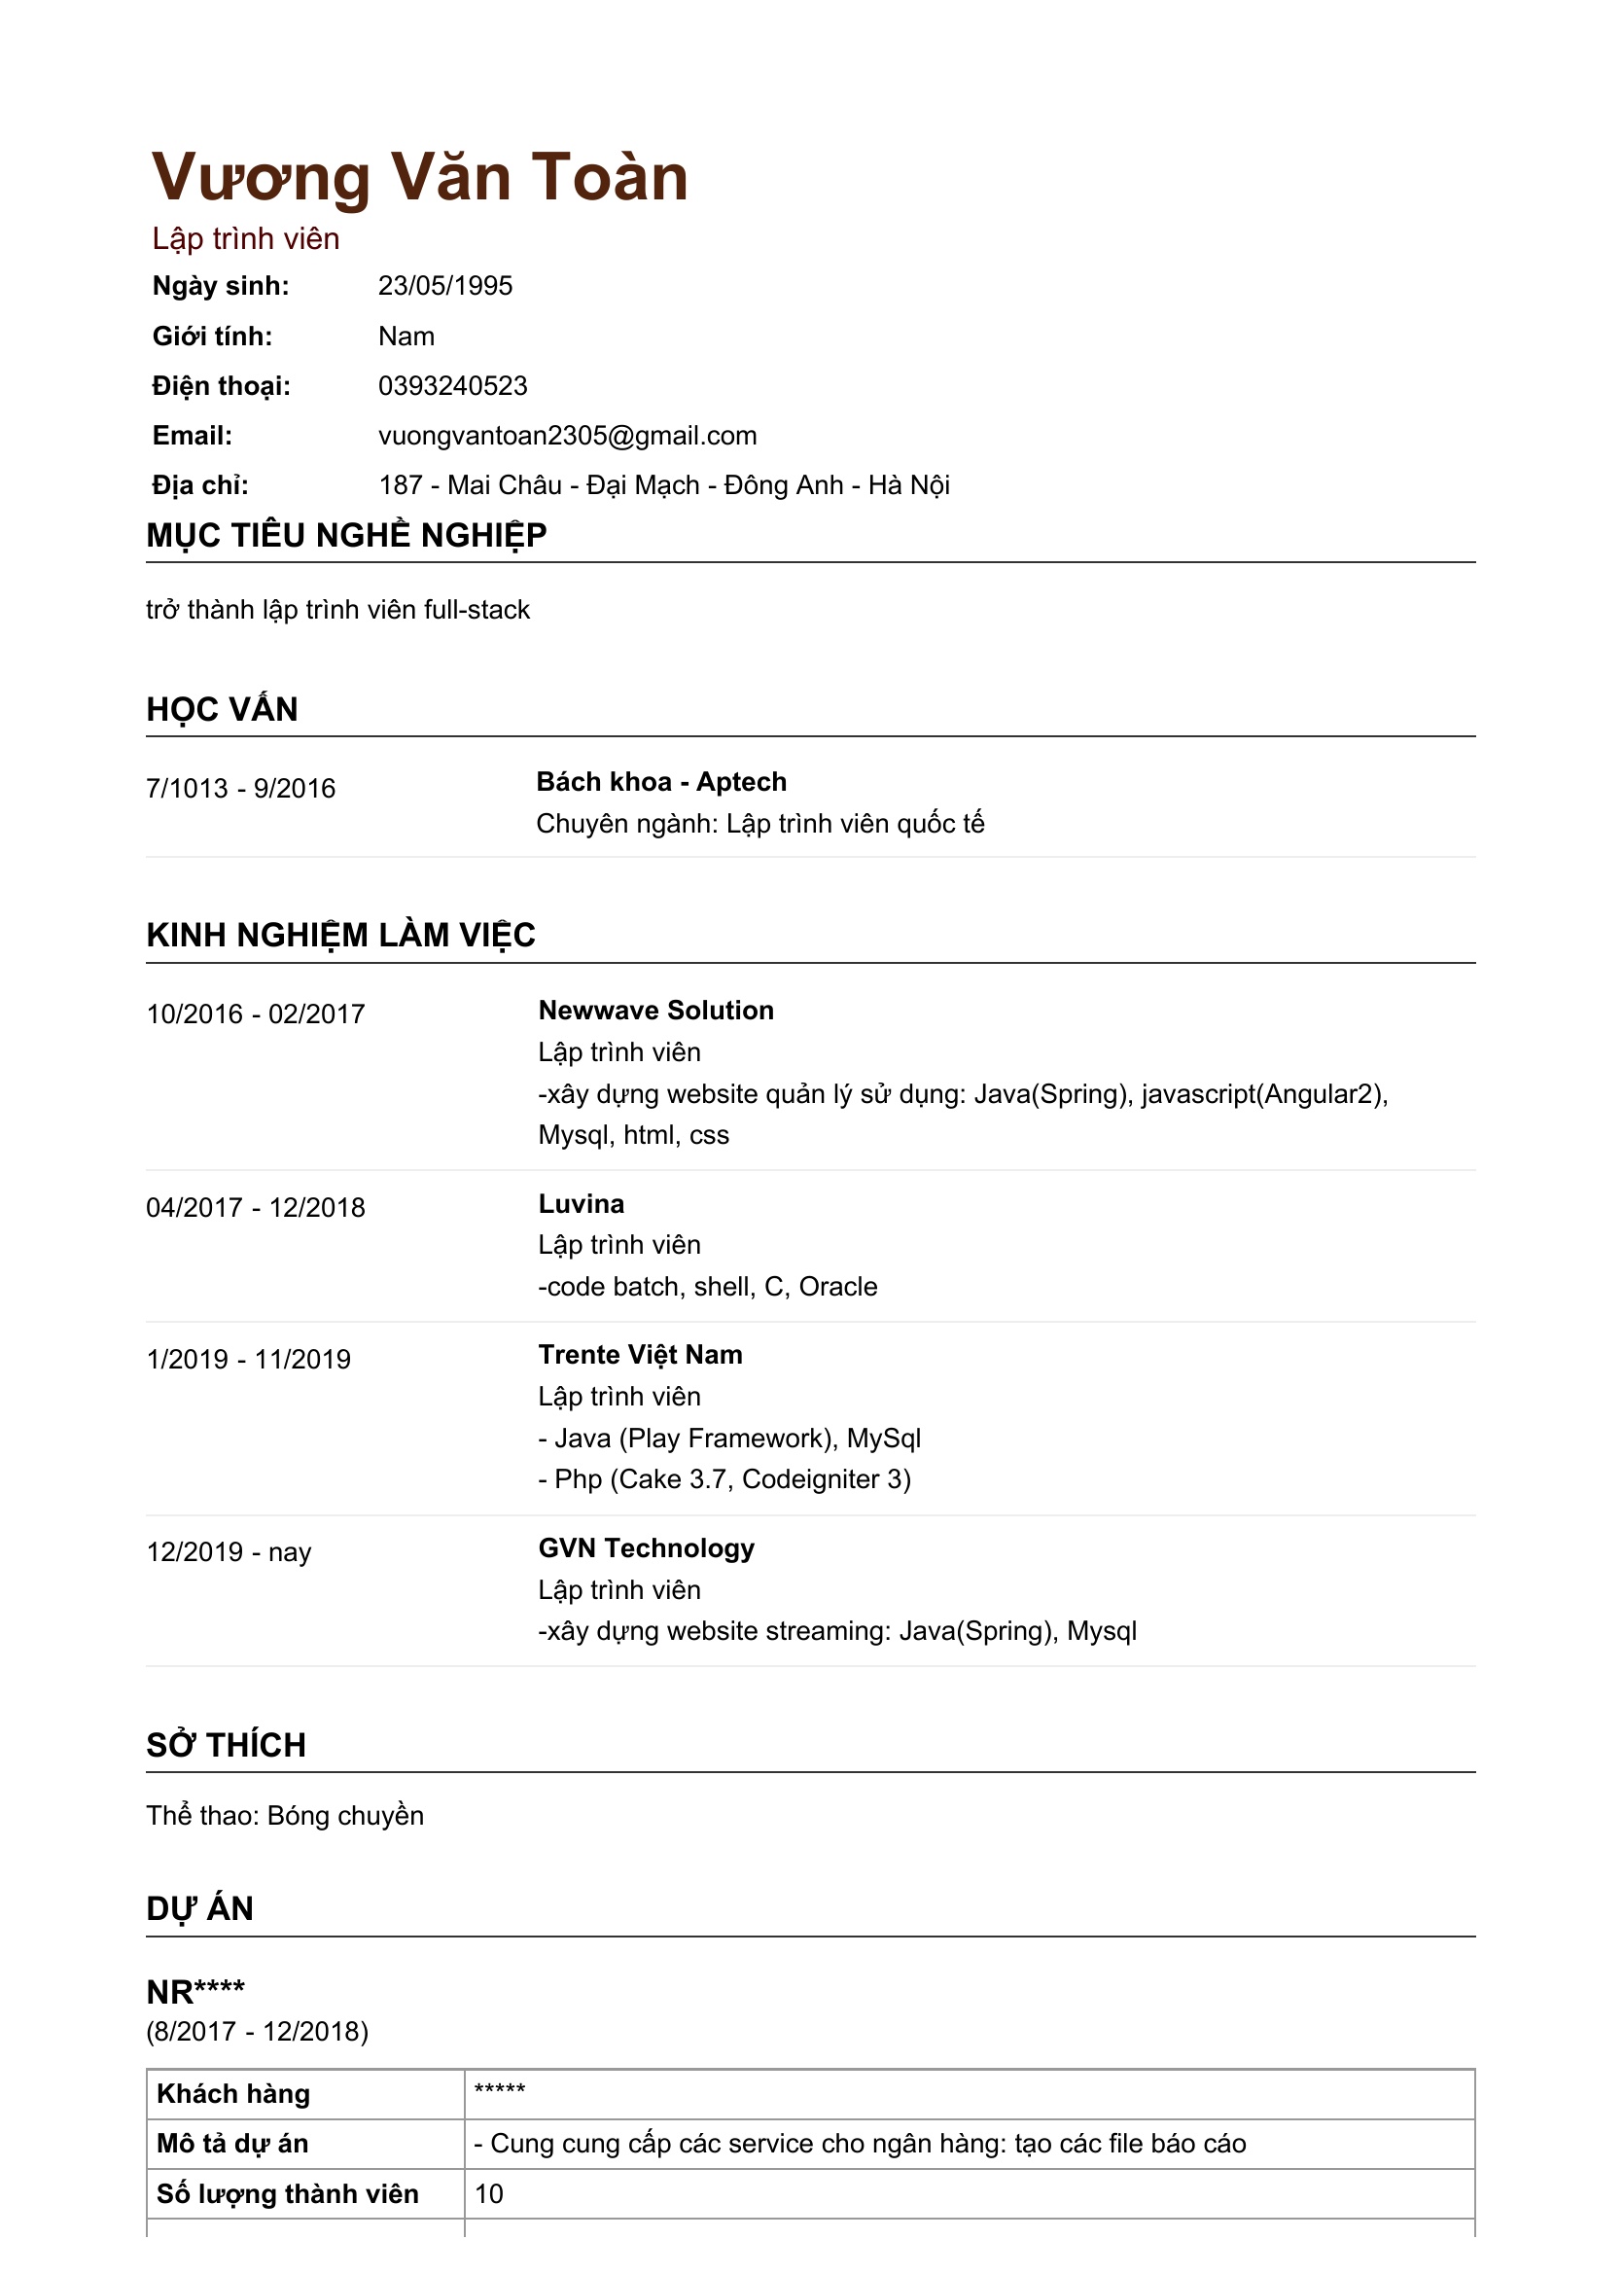 Vương Văn Toàn
Lập trình viên
Ngày sinh: 23/05/1995
Giới tính: Nam
Điện thoại: 0393240523
Email: vuongvantoan2305@gmail.com
Địa chỉ: 187 - Mai Châu - Đại Mạch - Đông Anh - Hà Nội
MỤC TIÊU NGHỀ NGHIỆP
trở thành lập trình viên full-stack
HỌC VẤN
7/1013 - 9/2016 Bách khoa - Aptech
Chuyên ngành: Lập trình viên quốc tế
KINH NGHIỆM LÀM VIỆC
10/2016 - 02/2017 Newwave Solution
Lập trình viên
-xây dựng website quản lý sử dụng: Java(Spring), javascript(Angular2),
Mysql, html, css
04/2017 - 12/2018 Luvina
Lập trình viên
-code batch, shell, C, Oracle
1/2019 - 11/2019 Trente Việt Nam
Lập trình viên
- Java (Play Framework), MySql
- Php (Cake 3.7, Codeigniter 3)
12/2019 - nay GVN Technology
Lập trình viên
-xây dựng website streaming: Java(Spring), Mysql
SỞ THÍCH
Thể thao: Bóng chuyền
DỰ ÁN
NR****
(8/2017 - 12/2018)
Khách hàng *****
Mô tả dự án - Cung cung cấp các service cho ngân hàng: tạo các file báo cáo
Số lượng thành viên 10